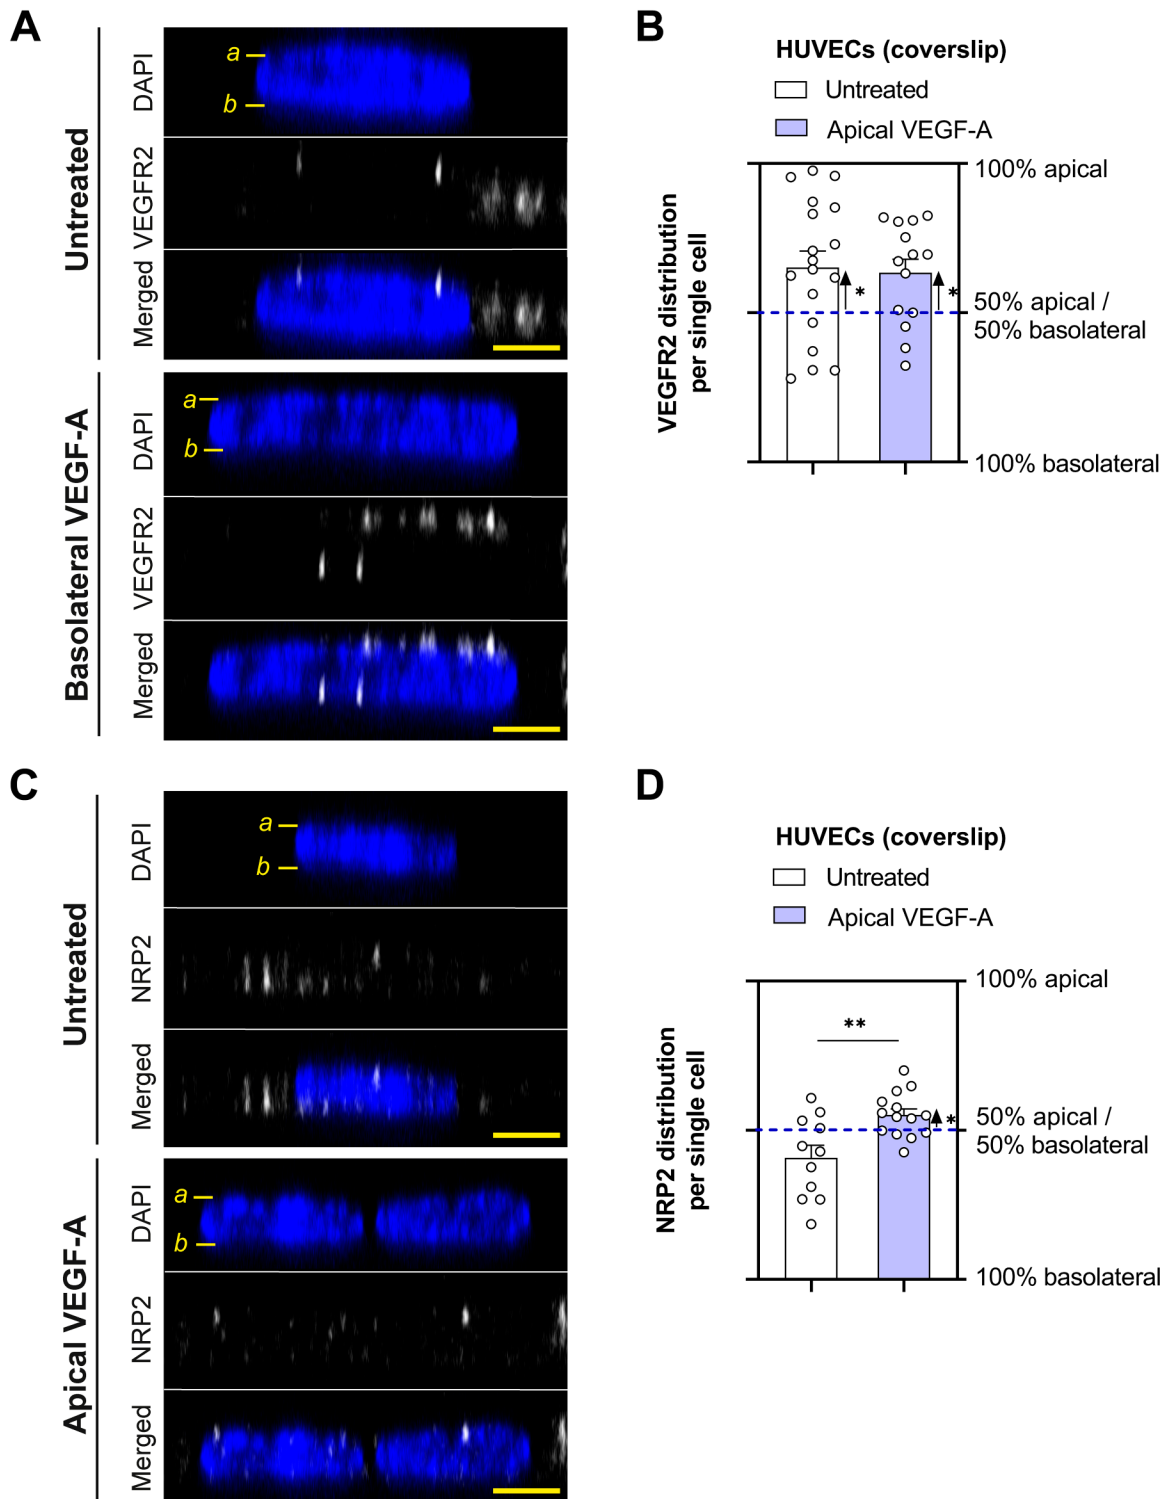 A
Untreated
DAPI
a
b
VEGFR2
Merged
Basolateral VEGF-A
DAPI
a
b
VEGFR2
Merged
B
HUVECs (coverslip)
Untreated
Apical VEGF-A
VEGFR2 distribution
per single cell
100% apical
50% apical /
50% basolateral
100% basolateral
*
*
C
Untreated
DAPI
a
b
NRP2
Merged
Apical VEGF-A
DAPI
a
b
NRP2
Merged
D
HUVECs (coverslip)
Untreated
Apical VEGF-A
NRP2 distribution
per single cell
100% apical
**
50% apical /
50% basolateral
*
100% basolateral